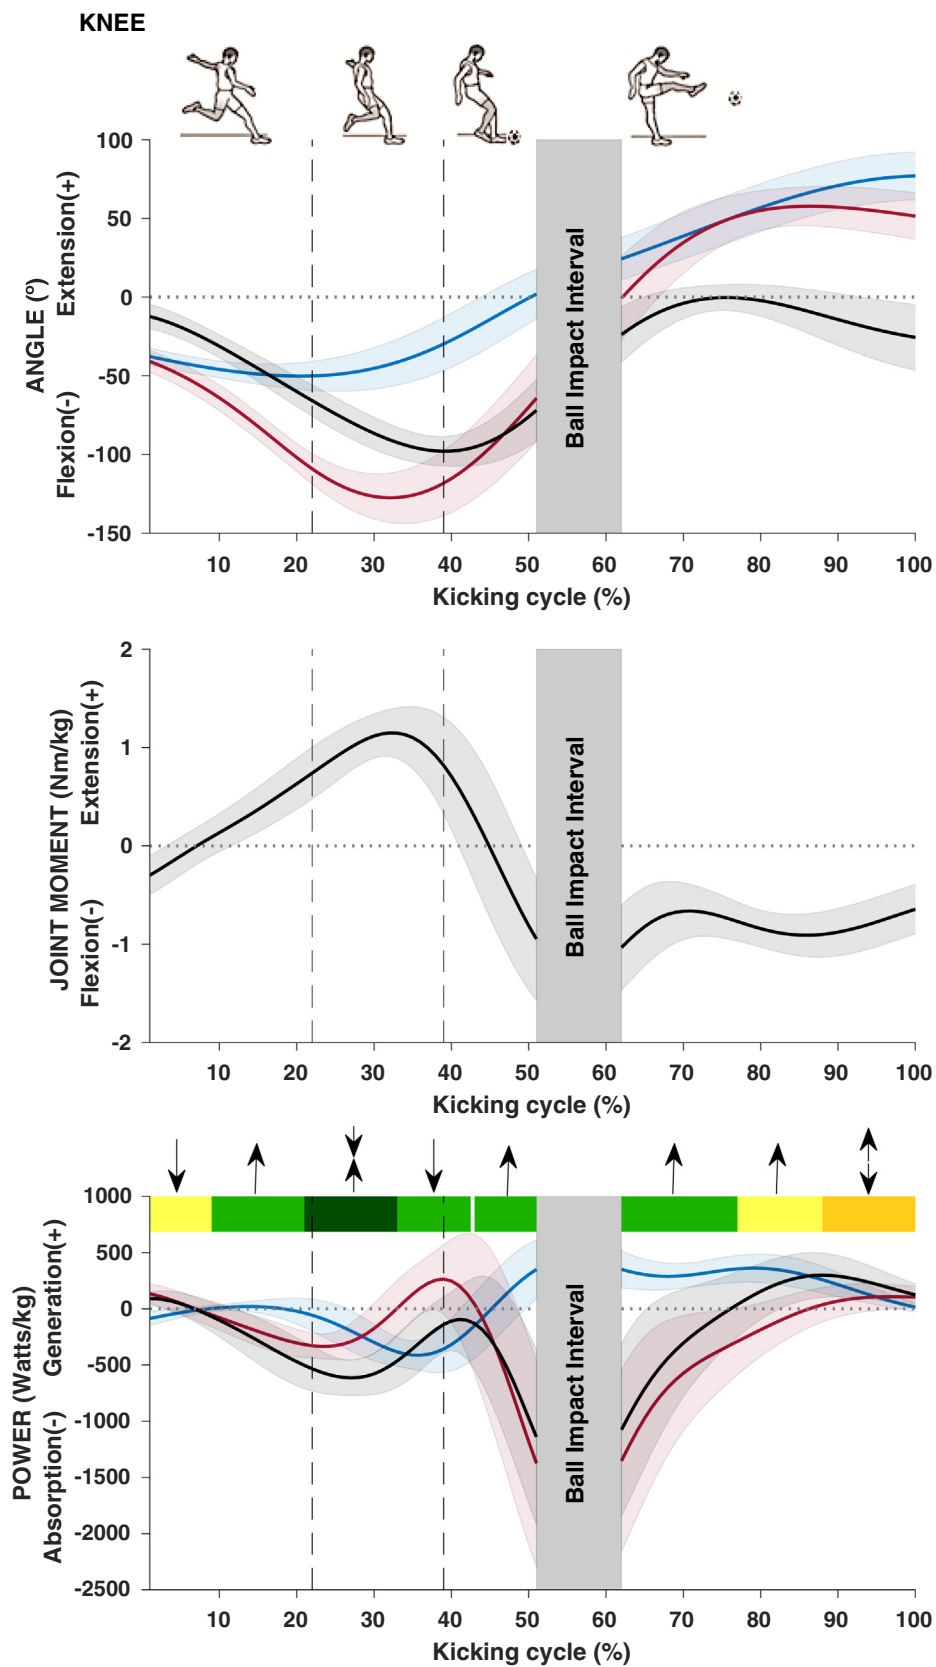 KNEE
100
50
0
-50
-100
-150
ANGLE (°)
Flexion(-)
Extension(+)
Ball Impact Interval
10 20 30 40 50 60 70 80 90 100
Kicking cycle (%)
2
1
0
-1
-2
JOINT MOMENT (Nm/kg)
Flexion(-)
Extension(+)
Ball Impact Interval
10 20 30 40 50 60 70 80 90 100
Kicking cycle (%)
1000
500
0
-500
-1000
-1500
-2000
-2500
POWER (Watts/kg)
Absorption(-)
Generation(+)
Ball Impact Interval
10 20 30 40 50 60 70 80 90 100
Kicking cycle (%)